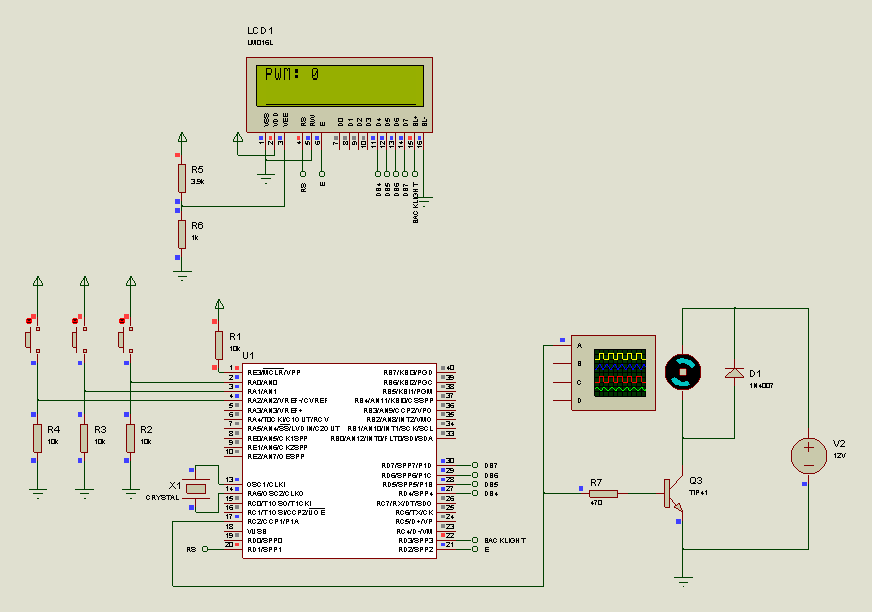 LCD1
LM016L
PWM: 0
VSS VDD VEE RS RW E D0 D1 D2 D3 D4 D5 D6 D7 BL+ BL-
1 2 3 4 5 6 7 8 9 10 11 12 13 14 15 16
RS E DB4 DB5 DB6 DB7 BACKLIGHT
R5
3.9k
R6
1k
R1
10k
U1
1 RE3/MCLR/VPP
2 RA0/AN0
3 RA1/AN1
4 RA2/AN2/VREF-/CVREF
5 RA3/AN3/VREF+
6 RA4/T0CKI/C1OUT/RCV
7 RA5/AN4/SS/LVDIN/C2OUT
8 RE0/AN5/CK1SPP
9 RE1/AN6/CK2SPP
10 RE2/AN7/OESPP
RB7/KBI3/PGD 40
RB6/KBI2/PGC 39
RB5/KBI1/PGM 38
RB4/AN11/KBI0/CSSPP 37
RB3/AN9/CCP2/VPO 36
RB2/AN8/INT2/VMO 35
RB1/AN10/INT1/SCK/SCL 34
RB0/AN12/INT0/FLT0/SDI/SDA 33
13 OSC1/CLKI
14 RA6/OSC2/CLKO
15 RC0/T1OSO/T1CKI
16 RC1/T1OSI/CCP2/UOE
17 RC2/CCP1/P1A
18 VUSB
19 RD0/SPP0
RS 20 RD1/SPP1
RD7/SPP7/P1D 30 DB7
RD6/SPP6/P1C 29 DB6
RD5/SPP5/P1B 28 DB5
RD4/SPP4 27 DB4
RC7/RX/DT/SDO 26
RC6/TX/CK 25
RC5/D+/VP 24
RC4/D-/VM 23
RD3/SPP3 22 BACKLIGHT
RD2/SPP2 21 E
R4
10k
R3
10k
R2
10k
X1
CRYSTAL
A
B
C
D
D1
1N4007
V2
12V
R7
470
Q3
TIP41